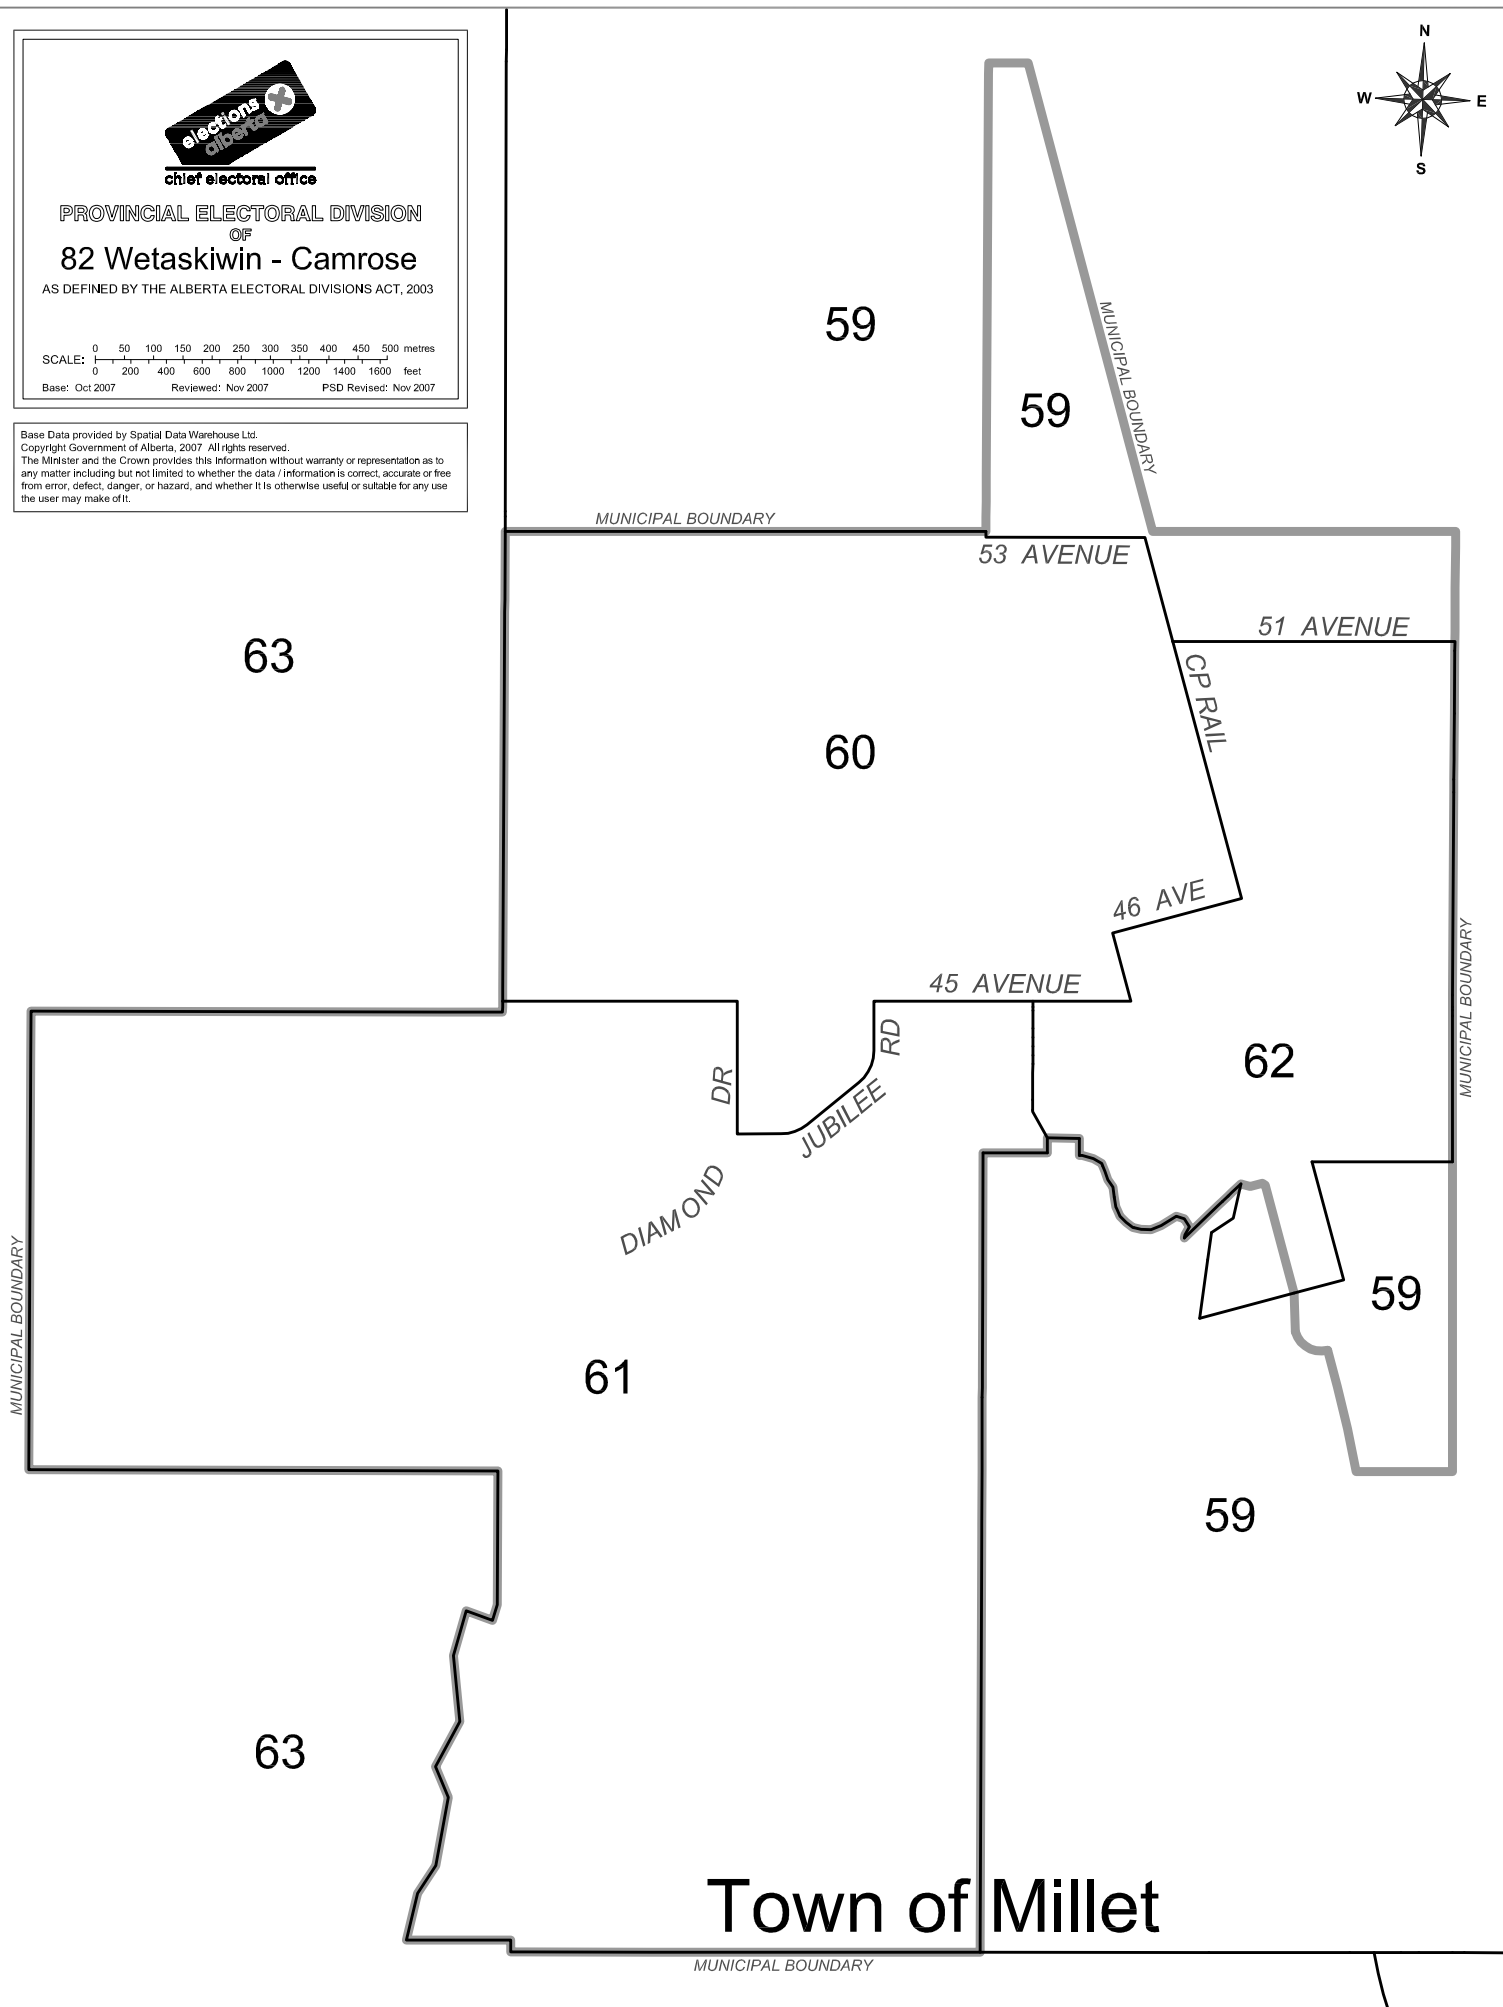 elections
alberta
chief electoral office
PROVINCIAL ELECTORAL DIVISION
OF
82 Wetaskiwin - Camrose
AS DEFINED BY THE ALBERTA ELECTORAL DIVISIONS ACT, 2003
0 50 100 150 200 250 300 350 400 450 500 metres
SCALE:
0 200 400 600 800 1000 1200 1400 1600 feet
Base: Oct 2007 Reviewed: Nov 2007 PSD Revised: Nov 2007
Base Data provided by Spatial Data Warehouse Ltd.
Copyright Government of Alberta, 2007 All rights reserved.
The Minister and the Crown provides this information without warranty or representation as to
any matter including but not limited to whether the data / information is correct, accurate or free
from error, defect, danger, or hazard, and whether it is otherwise useful or suitable for any use
the user may make of it.
N
W
E
S
59
MUNICIPAL BOUNDARY
59
MUNICIPAL BOUNDARY
53 AVENUE
51 AVENUE
63
CP RAIL
60
46 AVE
45 AVENUE
MUNICIPAL BOUNDARY
RD
62
DR
JUBILEE
DIAMOND
MUNICIPAL BOUNDARY
59
61
59
63
Town of Millet
MUNICIPAL BOUNDARY